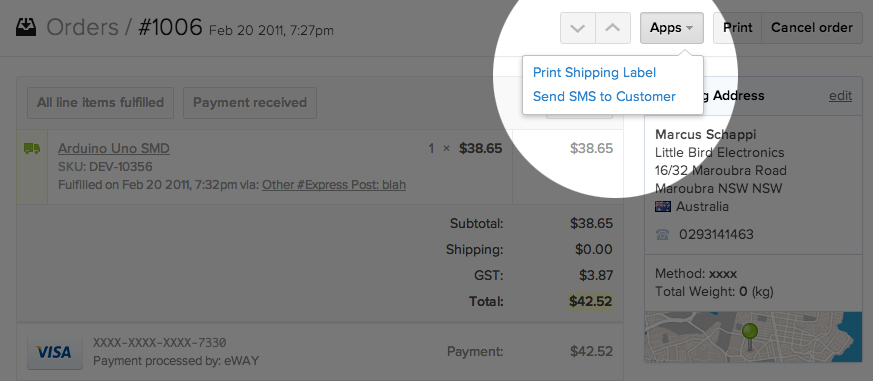 Orders / #1006 Feb 20 2011, 7:27pm
Apps
Print
Cancel order
Print Shipping Label
Send SMS to Customer
All line items fulfilled
Payment received
g Address
edit
Arduino Uno SMD
1 × $38.65
$38.65
SKU: DEV-10356
Fulfilled on Feb 20 2011, 7:32pm via: Other #Express Post: blah
Marcus Schappi
Little Bird Electronics
16/32 Maroubra Road
Maroubra NSW NSW
Australia
0293141463
Subtotal: $38.65
Shipping: $0.00
GST: $3.87
Total: $42.52
Method: xxxx
Total Weight: 0 (kg)
VISA
XXXX-XXXX-XXXX-7330
Payment processed by: eWAY
Payment: $42.52